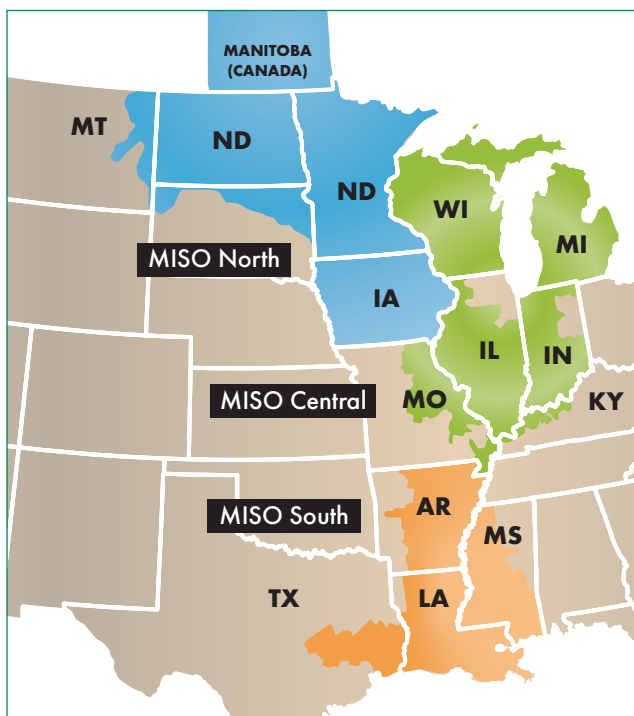 MANITOBA
(CANADA)
MT
ND
ND
WI
MI
MISO North
IA
IL
IN
MISO Central
MO
KY
MISO South
AR
MS
TX
LA